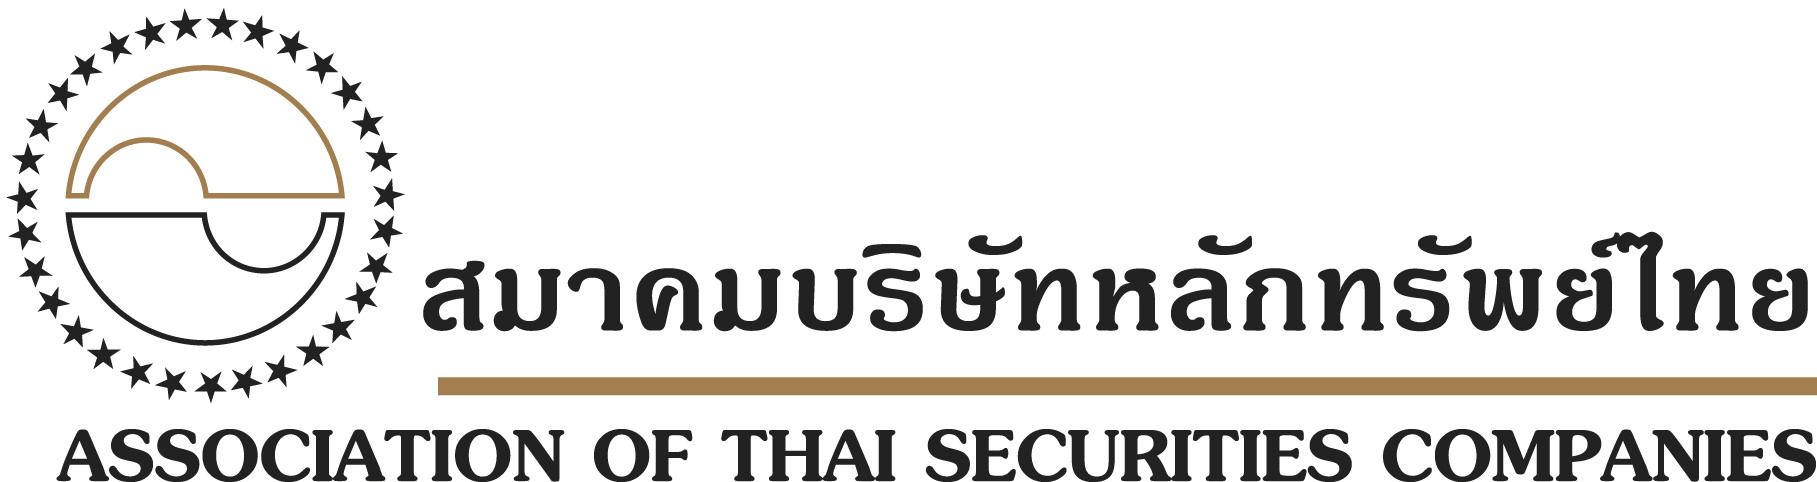 สมาคมบริษัทหลักทรัพย์ไทย
ASSOCIATION OF THAI SECURITIES COMPANIES